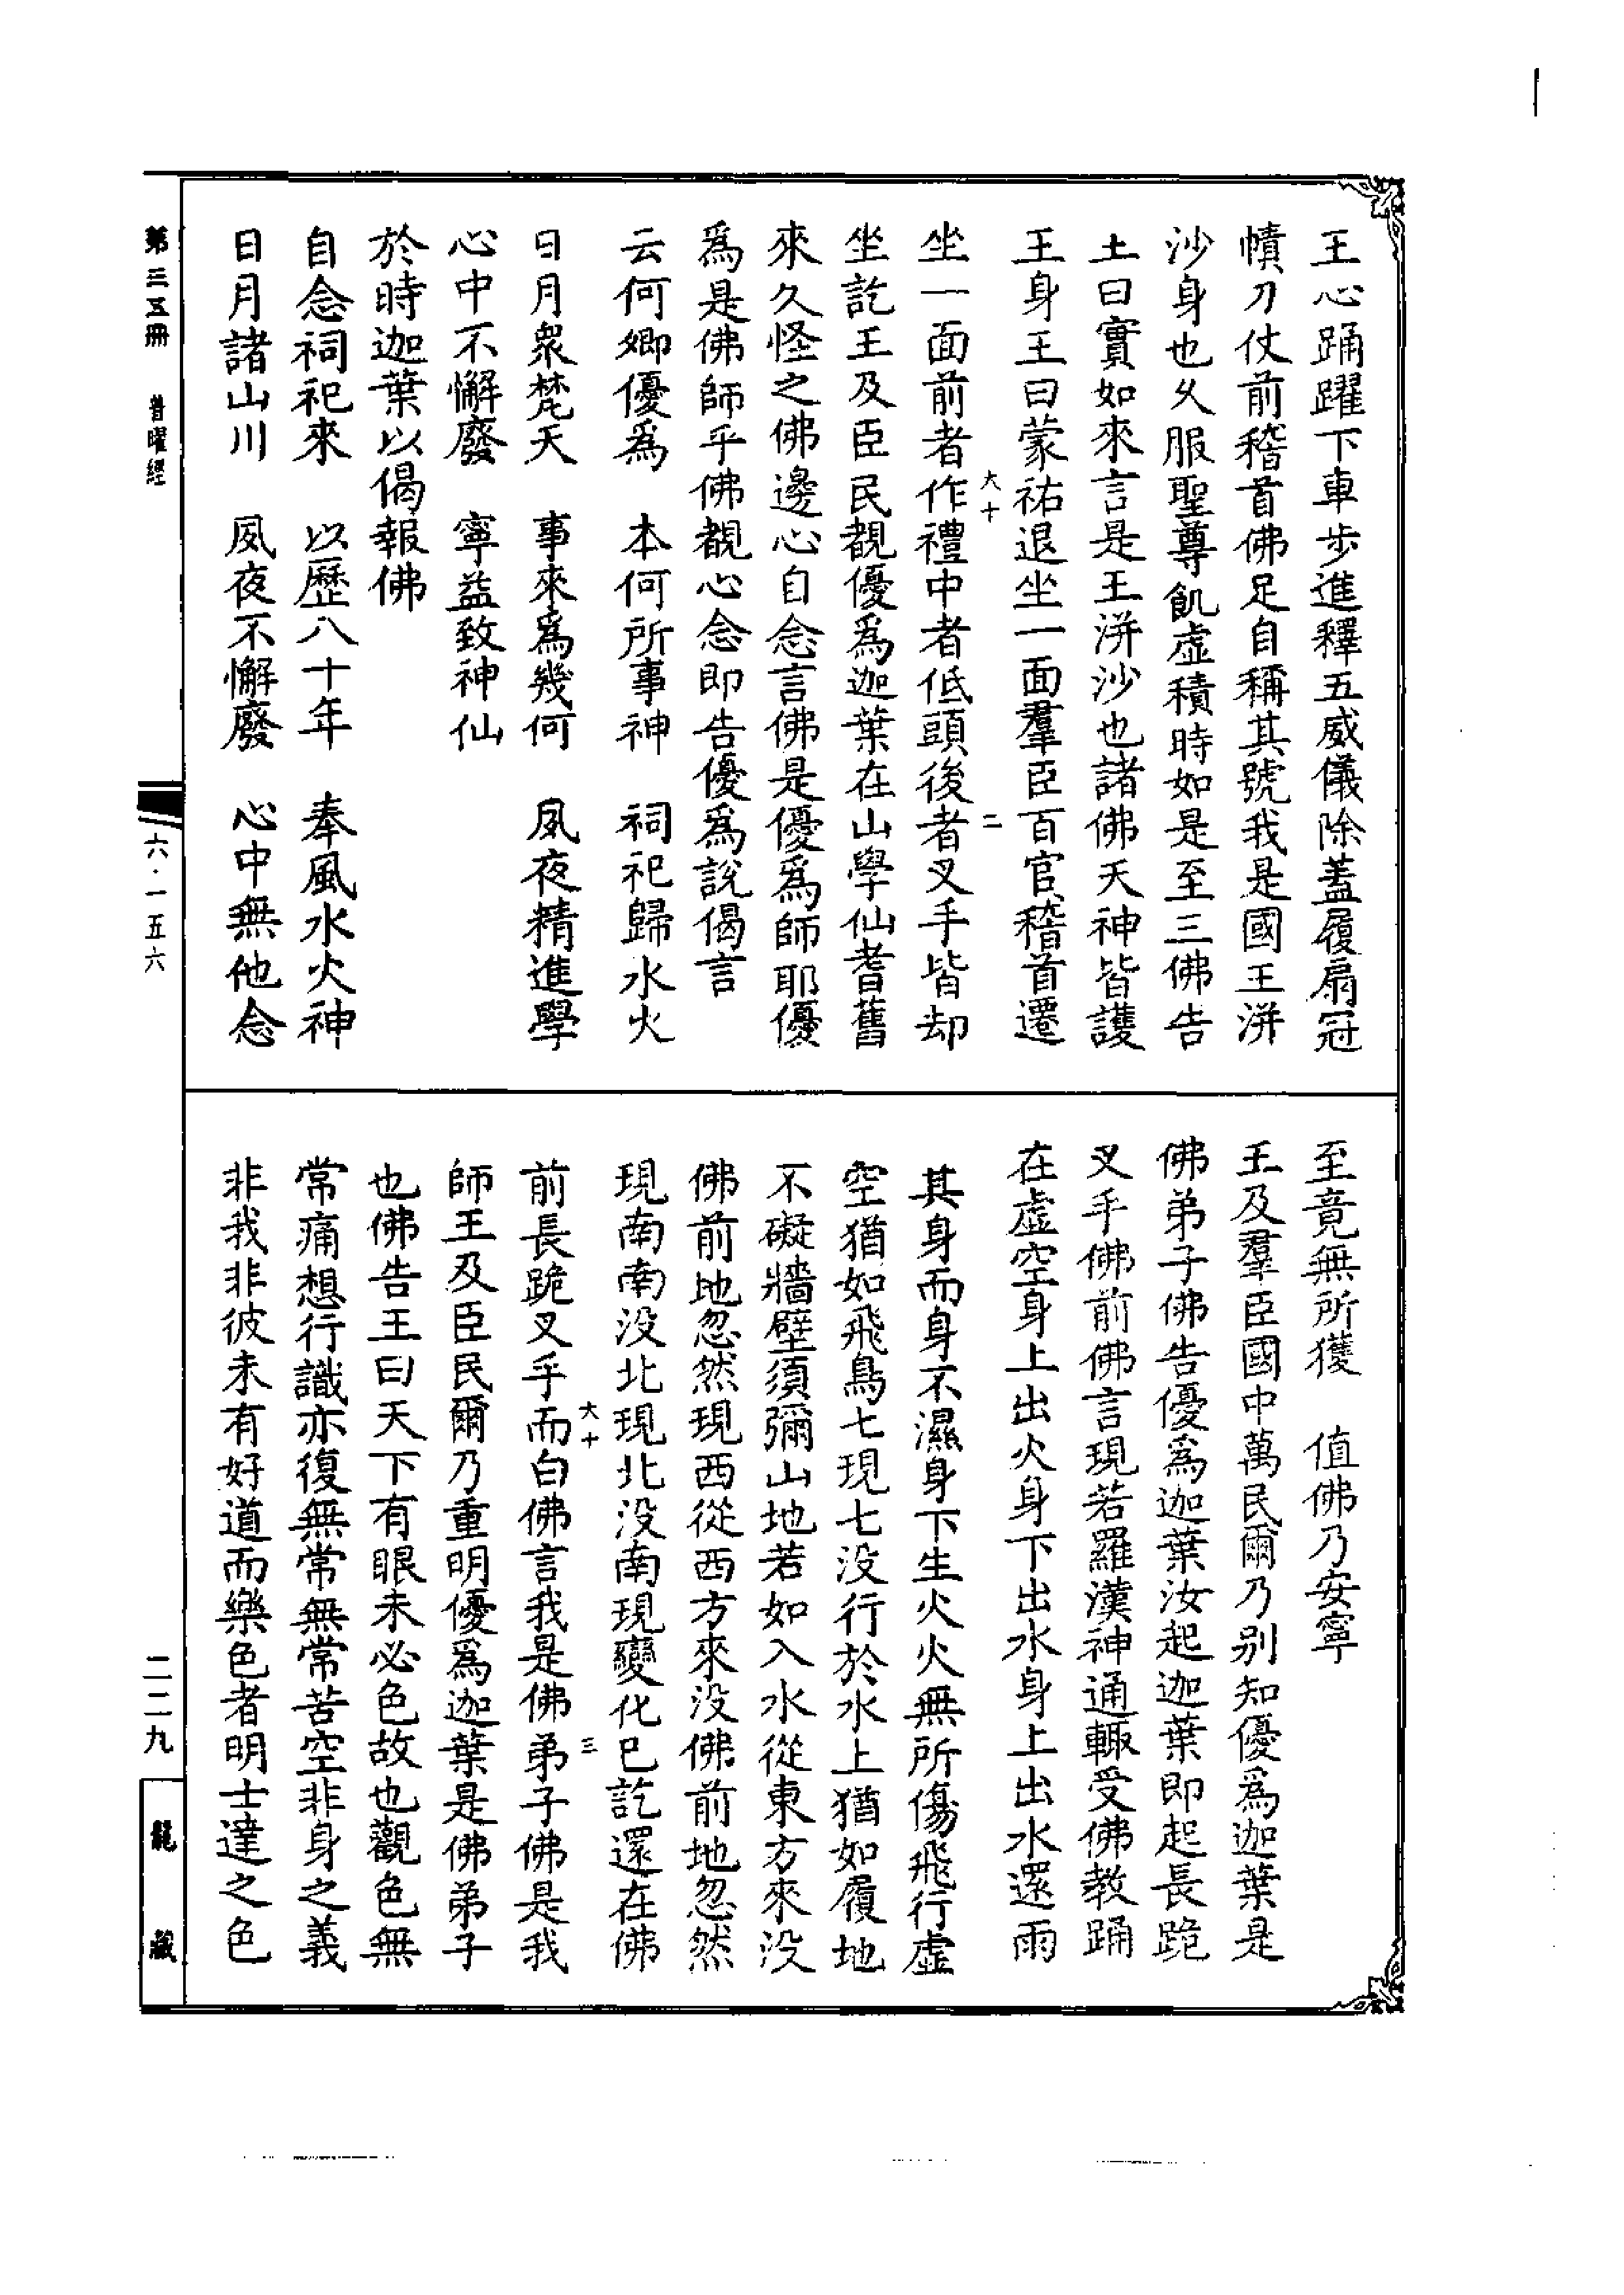 王心踊躍下車步進釋五威儀除蓋履扇冠
幘刀仗前稽首佛足自稱其號我是國王洴
沙身也久服聖尊飢虛積時如是至三佛告
王曰實如來言是王洴沙也諸佛天神皆護
王身王曰蒙祐退坐一面羣臣百官稽首遷
大十 二
坐一面前者作禮中者低頭後者叉手皆却
坐訖王及臣民覩優爲迦葉在山學仙耆舊
來久怪之佛邊心自念言佛是優爲師耶優
爲是佛師乎佛覩心念即告優爲說偈言
云何卿優爲 本何所事神 祠祀歸水火
日月衆梵天 事來爲幾何 夙夜精進學
心中不懈廢 寧益致神仙
於時迦葉以偈報佛
自念祠祀來 以歷八十年 奉風水火神
日月諸山川 夙夜不懈廢 心中無他念
至竟無所獲 值佛乃安寧
王及羣臣國中萬民爾乃別知優爲迦葉是
佛弟子佛告優爲迦葉汝起迦葉即起長跪
叉手佛前佛言現若羅漢神通輙受佛教踊
在虛空身上出火身下出水身上出水還雨
其身而身不濕身下生火火無所傷飛行虛
空猶如飛鳥七現七没行於水上猶如履地
不礙牆壁須彌山地若如入水從東方來没
佛前地忽然現西從西方來没佛前地忽然
現南南没北現北没南現變化已訖還在佛
大十 三
前長跪叉手而白佛言我是佛弟子佛是我
師王及臣民爾乃重明優爲迦葉是佛弟子
也佛告王曰天下有眼未必色故也觀色無
常痛想行識亦復無常無常苦空非身之義
非我非彼未有好道而樂色者明士達之色
第三五冊 普曜經
六·一五六
二二九
龍藏